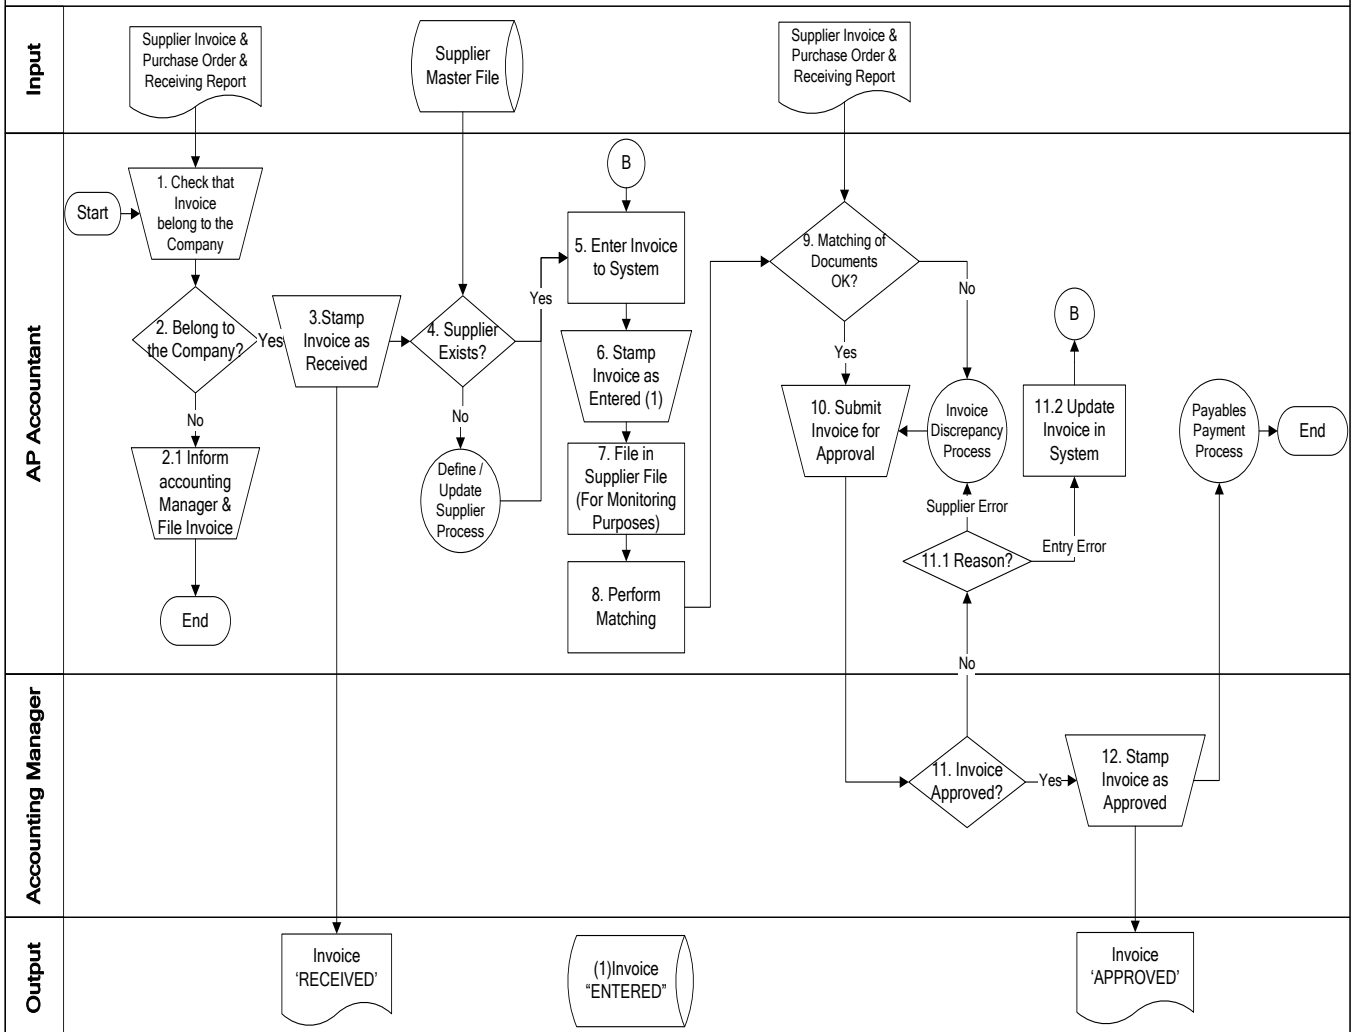 Input
Supplier Invoice &
Purchase Order &
Receiving Report
Supplier
Master File
Supplier Invoice &
Purchase Order &
Receiving Report
AP Accountant
Start
1. Check that
Invoice
belong to the
Company
2. Belong to
the Company?
Yes
No
2.1 Inform
accounting
Manager &
File Invoice
End
3.Stamp
Invoice as
Received
4. Supplier
Exists?
Yes
No
Define /
Update
Supplier
Process
B
5. Enter Invoice
to System
6. Stamp
Invoice as
Entered (1)
7. File in
Supplier File
(For Monitoring
Purposes)
8. Perform
Matching
9. Matching of
Documents
OK?
Yes
No
10. Submit
Invoice for
Approval
Invoice
Discrepancy
Process
Supplier Error
11.1 Reason?
Entry Error
No
B
11.2 Update
Invoice in
System
Payables
Payment
Process
End
Accounting Manager
11. Invoice
Approved?
Yes
12. Stamp
Invoice as
Approved
Output
Invoice
‘RECEIVED’
(1)Invoice
“ENTERED”
Invoice
‘APPROVED’